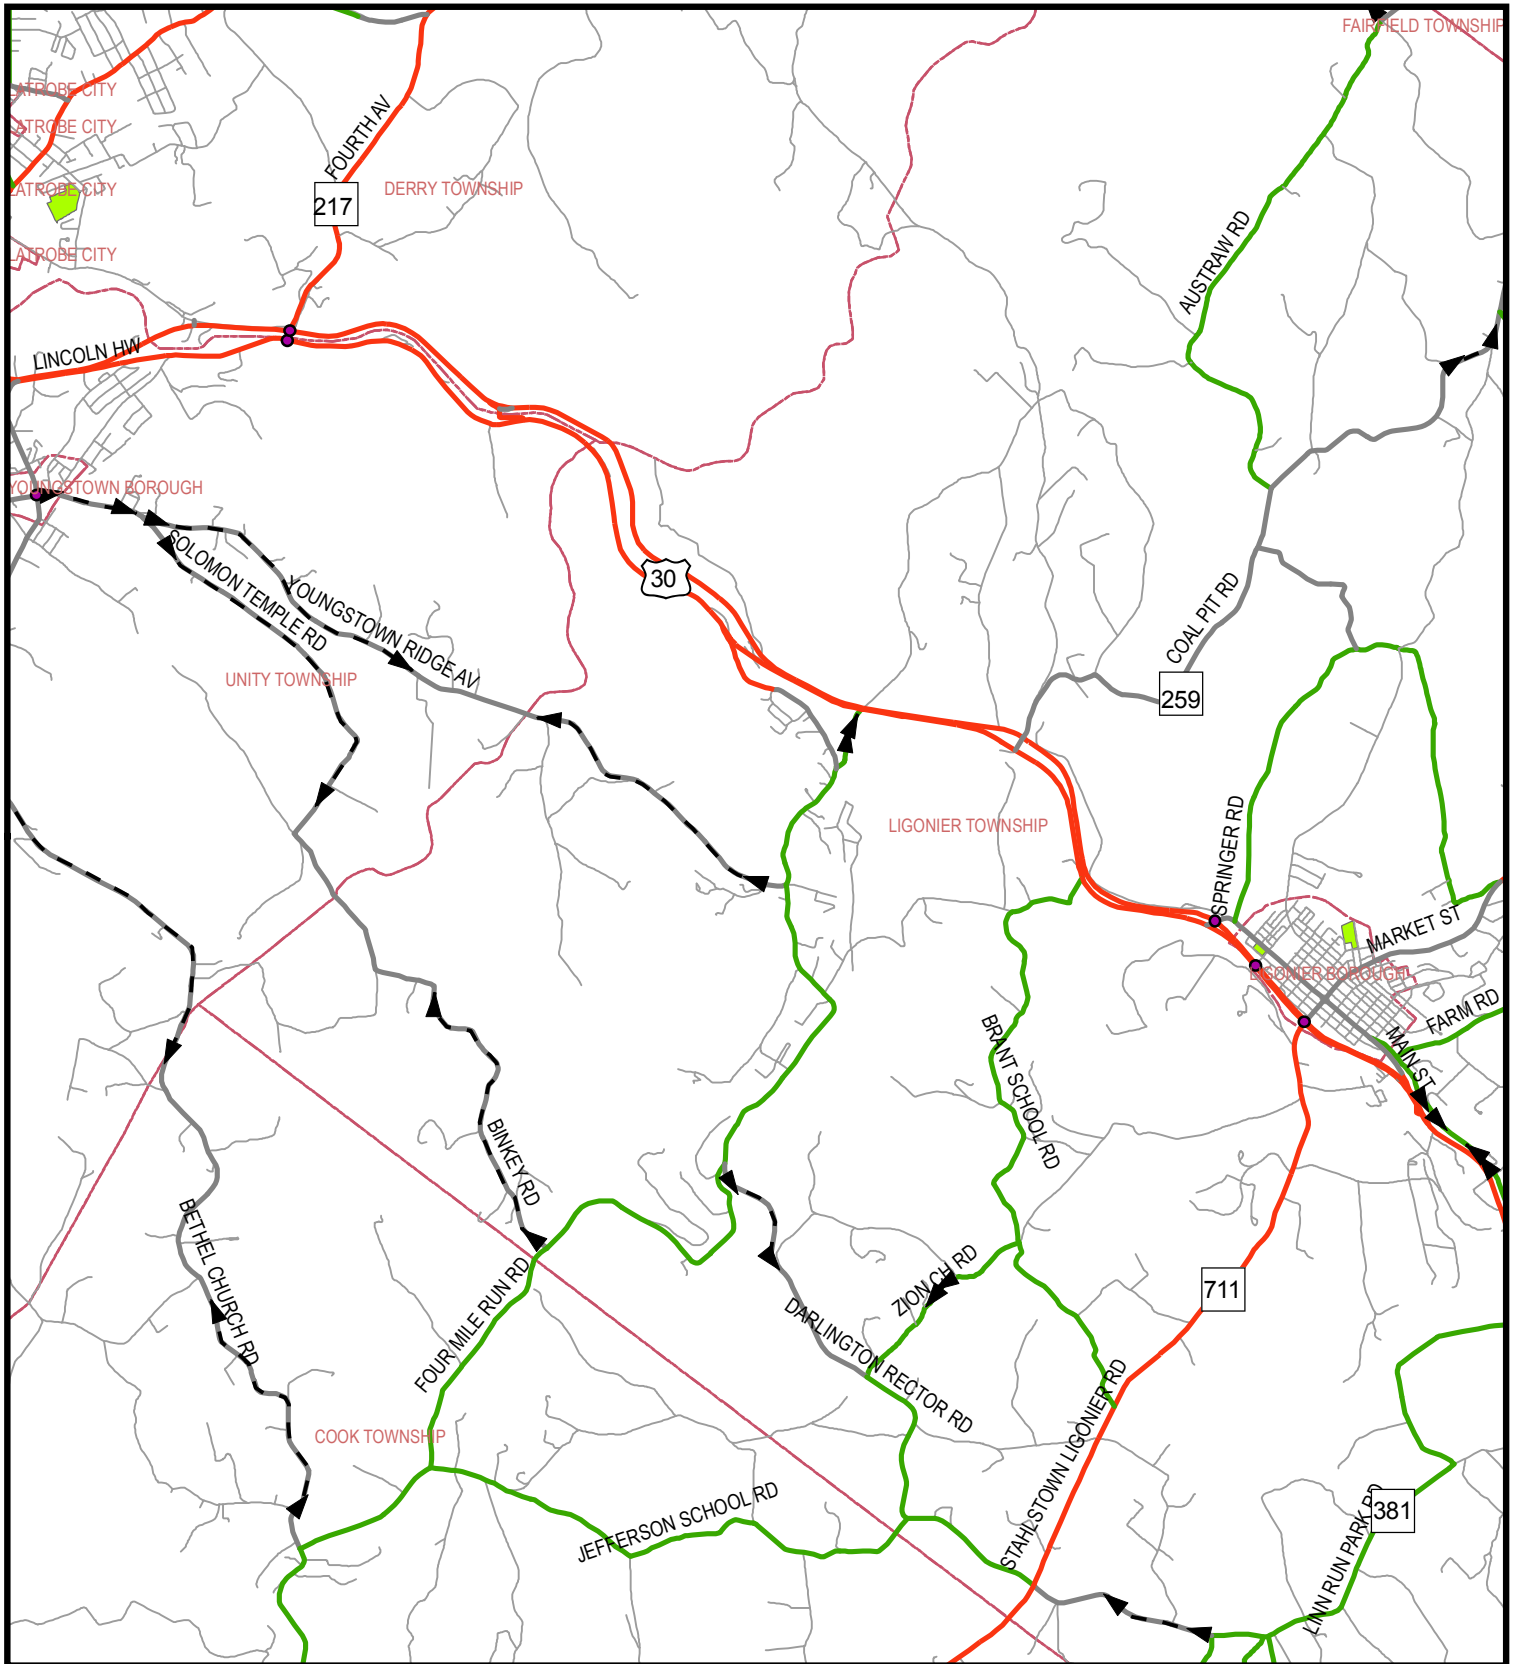 FAIRFIELD TOWNSHIP
LATROBE CITY
LATROBE CITY
FOURTH AV
LATROBE CITY
DERRY TOWNSHIP
217
LATROBE CITY
AUSTRAW RD
LINCOLN HW
YOUNGSTOWN BOROUGH
SOLOMON TEMPLE RD
30
YOUNGSTOWN RIDGE AV
COAL PIT RD
UNITY TOWNSHIP
259
LIGONIER TOWNSHIP
SPRINGER RD
MARKET ST
LIGONIER BOROUGH
FARM RD
MAIN ST
BRANT SCHOOL RD
BINKEY RD
BETHEL CHURCH RD
ZION CH RD
711
FOUR MILE RUN RD
DARLINGTON RECTOR RD
COOK TOWNSHIP
STAHLSTOWN LIGONIER RD
JEFFERSON SCHOOL RD
381
LINN RUN PARK RD